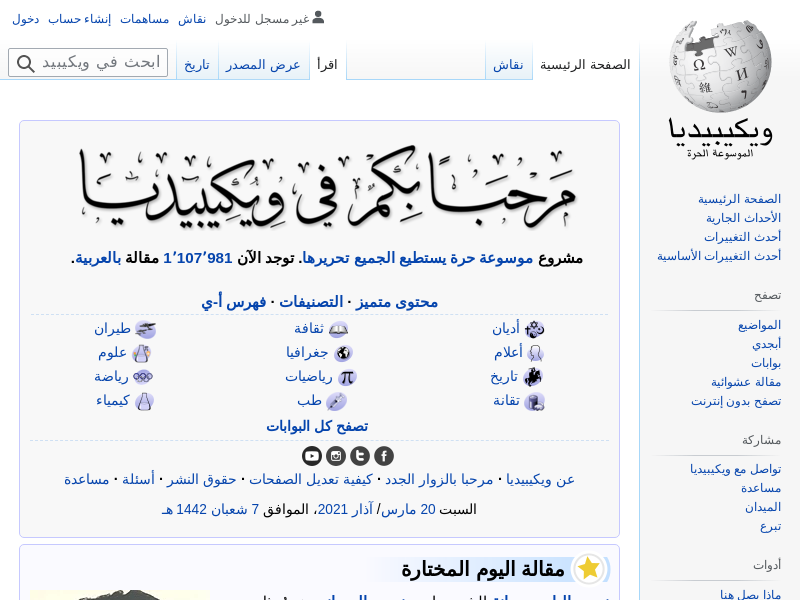 غير مسجل للدخول نقاش مساهمات إنشاء حساب دخول
الصفحة الرئيسية نقاش اقرأ عرض المصدر تاريخ ابحث في ويكيبيد
ويكيبيديا
الموسوعة الحرة
الصفحة الرئيسية
الأحداث الجارية
أحدث التغييرات
أحدث التغييرات الأساسية
تصفح
المواضيع
أبجدي
بوابات
مقالة عشوائية
تصفح بدون إنترنت
مشاركة
تواصل مع ويكيبيديا
مساعدة
الميدان
تبرع
أدوات
ماذا يصل هنا
مَرحَبًا بِكُم في وِيكيبيديا
مشروع موسوعة حرة يستطيع الجميع تحريرها. توجد الآن 1٬107٬981 مقالة بالعربية.
محتوى متميز · التصنيفات · فهرس أ-ي
أديان ثقافة طيران
أعلام جغرافيا علوم
تاريخ رياضيات رياضة
تقانة طب كيمياء
تصفح كل البوابات
عن ويكيبيديا · مرحبا بالزوار الجدد · كيفية تعديل الصفحات · حقوق النشر · أسئلة · مساعدة
السبت 20 مارس/ آذار 2021، الموافق 7 شعبان 1442 هـ
مقالة اليوم المختارة